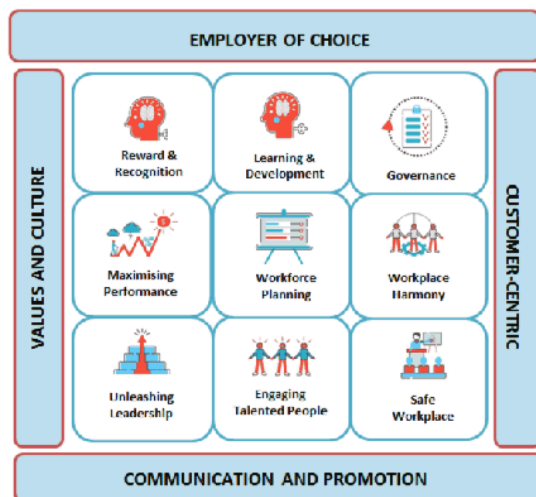 EMPLOYER OF CHOICE
VALUES AND CULTURE
Reward &
Recognition
Learning &
Development
Governance
Maximising
Performance
Workforce
Planning
Workplace
Harmony
Unleashing
Leadership
Engaging
Talented People
Safe
Workplace
CUSTOMER-CENTRIC
COMMUNICATION AND PROMOTION